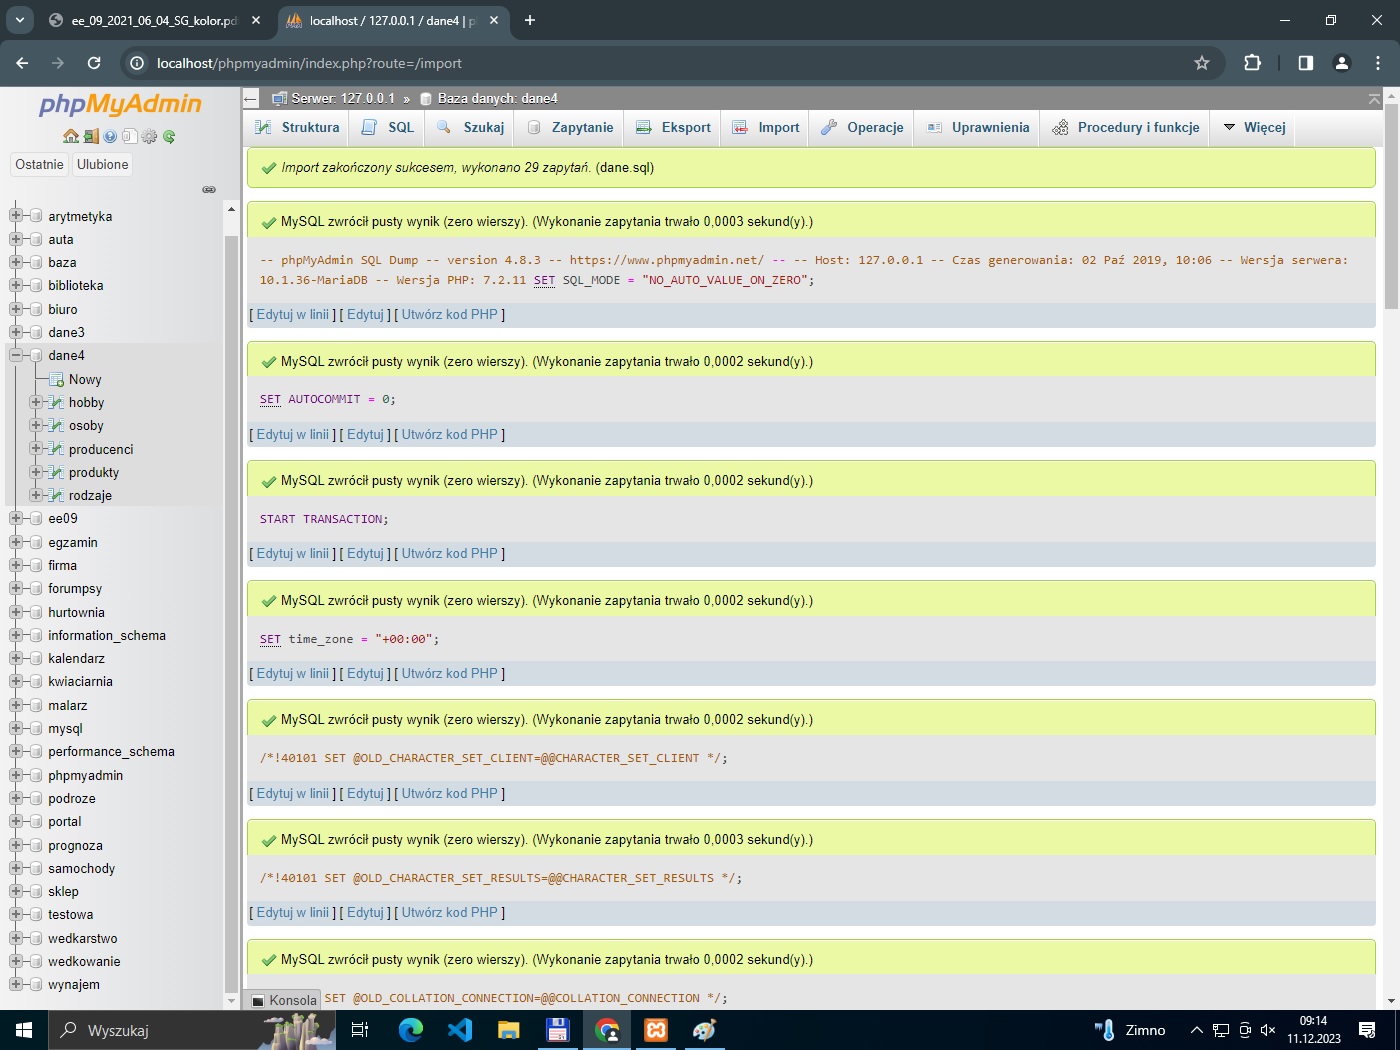 ee_09_2021_06_04_SG_kolor.pd
localhost / 127.0.0.1 / dane4 | p
localhost/phpmyadmin/index.php?route=/import
phpMyAdmin
Ostatnie
Ulubione
arytmetyka
auta
baza
biblioteka
biuro
dane3
dane4
Nowy
hobby
osoby
producenci
produkty
rodzaje
ee09
egzamin
firma
forumpsy
hurtownia
information_schema
kalendarz
kwiaciarnia
malarz
mysql
performance_schema
phpmyadmin
podroze
portal
prognoza
samochody
sklep
testowa
wedkarstwo
wedkowanie
wynajem
Serwer: 127.0.0.1 » Baza danych: dane4
Struktura SQL Szukaj Zapytanie Eksport Import Operacje Uprawnienia Procedury i funkcje Więcej
Import zakończony sukcesem, wykonano 29 zapytań. (dane.sql)
MySQL zwrócił pusty wynik (zero wierszy). (Wykonanie zapytania trwało 0,0003 sekund(y).)
-- phpMyAdmin SQL Dump -- version 4.8.3 -- https://www.phpmyadmin.net/ -- -- Host: 127.0.0.1 -- Czas generowania: 02 Paź 2019, 10:06 -- Wersja serwera:
10.1.36-MariaDB -- Wersja PHP: 7.2.11 SET SQL_MODE = "NO_AUTO_VALUE_ON_ZERO";
[ Edytuj w linii ] [ Edytuj ] [ Utwórz kod PHP ]
MySQL zwrócił pusty wynik (zero wierszy). (Wykonanie zapytania trwało 0,0002 sekund(y).)
SET AUTOCOMMIT = 0;
[ Edytuj w linii ] [ Edytuj ] [ Utwórz kod PHP ]
MySQL zwrócił pusty wynik (zero wierszy). (Wykonanie zapytania trwało 0,0002 sekund(y).)
START TRANSACTION;
[ Edytuj w linii ] [ Edytuj ] [ Utwórz kod PHP ]
MySQL zwrócił pusty wynik (zero wierszy). (Wykonanie zapytania trwało 0,0002 sekund(y).)
SET time_zone = "+00:00";
[ Edytuj w linii ] [ Edytuj ] [ Utwórz kod PHP ]
MySQL zwrócił pusty wynik (zero wierszy). (Wykonanie zapytania trwało 0,0002 sekund(y).)
/*!40101 SET @OLD_CHARACTER_SET_CLIENT=@@CHARACTER_SET_CLIENT */;
[ Edytuj w linii ] [ Edytuj ] [ Utwórz kod PHP ]
MySQL zwrócił pusty wynik (zero wierszy). (Wykonanie zapytania trwało 0,0003 sekund(y).)
/*!40101 SET @OLD_CHARACTER_SET_RESULTS=@@CHARACTER_SET_RESULTS */;
[ Edytuj w linii ] [ Edytuj ] [ Utwórz kod PHP ]
MySQL zwrócił pusty wynik (zero wierszy). (Wykonanie zapytania trwało 0,0002 sekund(y).)
SET @OLD_COLLATION_CONNECTION=@@COLLATION_CONNECTION */;
Konsola
Wyszukaj
Zimno
09:14
11.12.2023